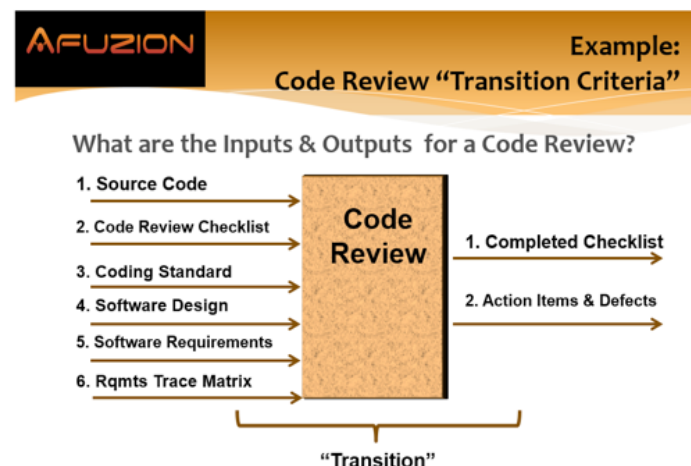 AFUZION
Example:
Code Review “Transition Criteria”
What are the Inputs & Outputs for a Code Review?
1. Source Code
2. Code Review Checklist
3. Coding Standard
4. Software Design
5. Software Requirements
6. Rqmts Trace Matrix
Code
Review
1. Completed Checklist
2. Action Items & Defects
“Transition”